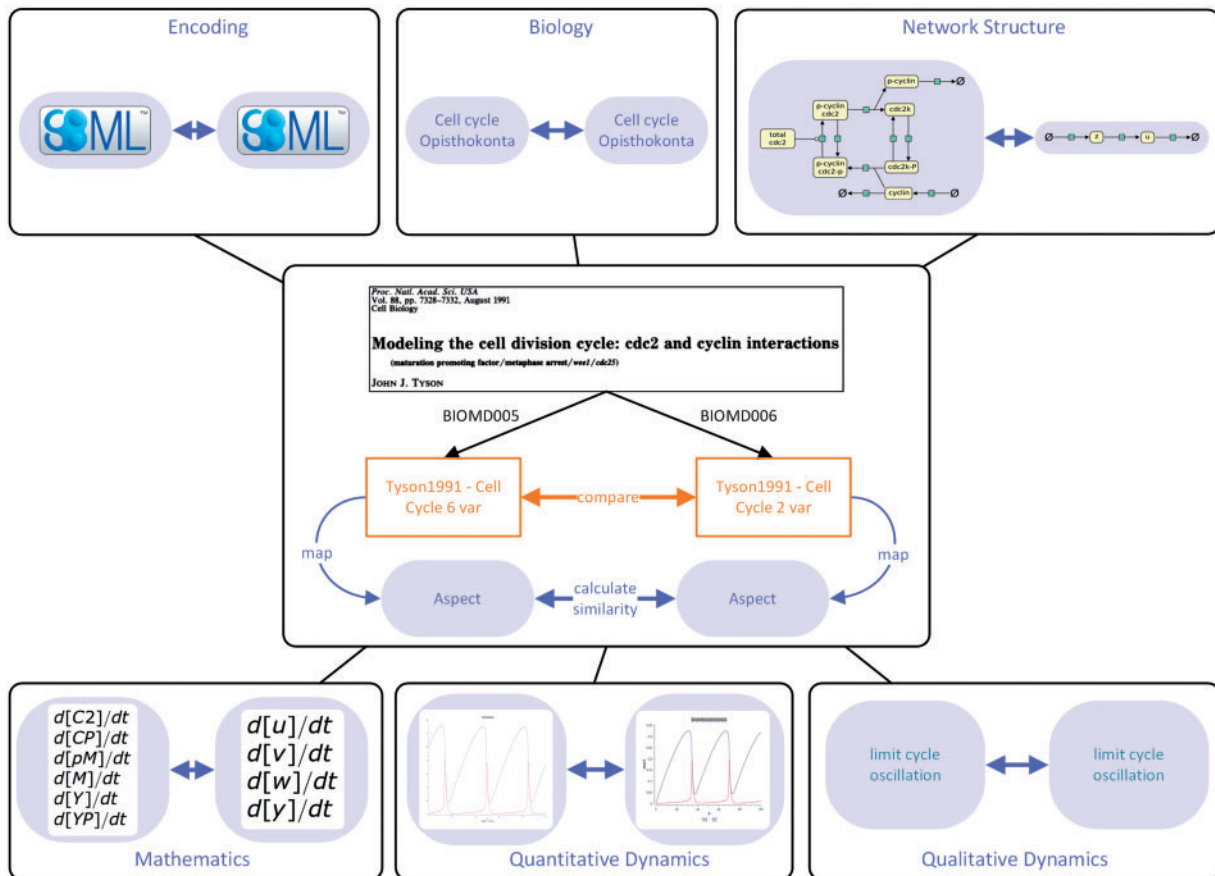 Encoding
SBML™
SBML™
Biology
Cell cycle
Opisthokonta
Cell cycle
Opisthokonta
Network Structure
p-cyclin
Ø
p-cyclin
cdc2
cdc2k
total
cdc2
p-cyclin
cdc2-p
cdc2k-P
Ø
cyclin
Ø
Ø
z
u
Ø
Proc. Natl. Acad. Sci. USA
Vol. 88, pp. 7328–7332, August 1991
Cell Biology
Modeling the cell division cycle: cdc2 and cyclin interactions
(maturation promoting factor/metaphase arrest/wee1/cdc25)
JOHN J. TYSON
BIOMD005
BIOMD006
Tyson1991 - Cell
Cycle 6 var
compare
Tyson1991 - Cell
Cycle 2 var
map
map
Aspect
calculate
similarity
Aspect
d[C2]/dt
d[CP]/dt
d[pM]/dt
d[M]/dt
d[Y]/dt
d[YP]/dt
d[u]/dt
d[v]/dt
d[w]/dt
d[y]/dt
Mathematics
Quantitative Dynamics
limit cycle
oscillation
limit cycle
oscillation
Qualitative Dynamics